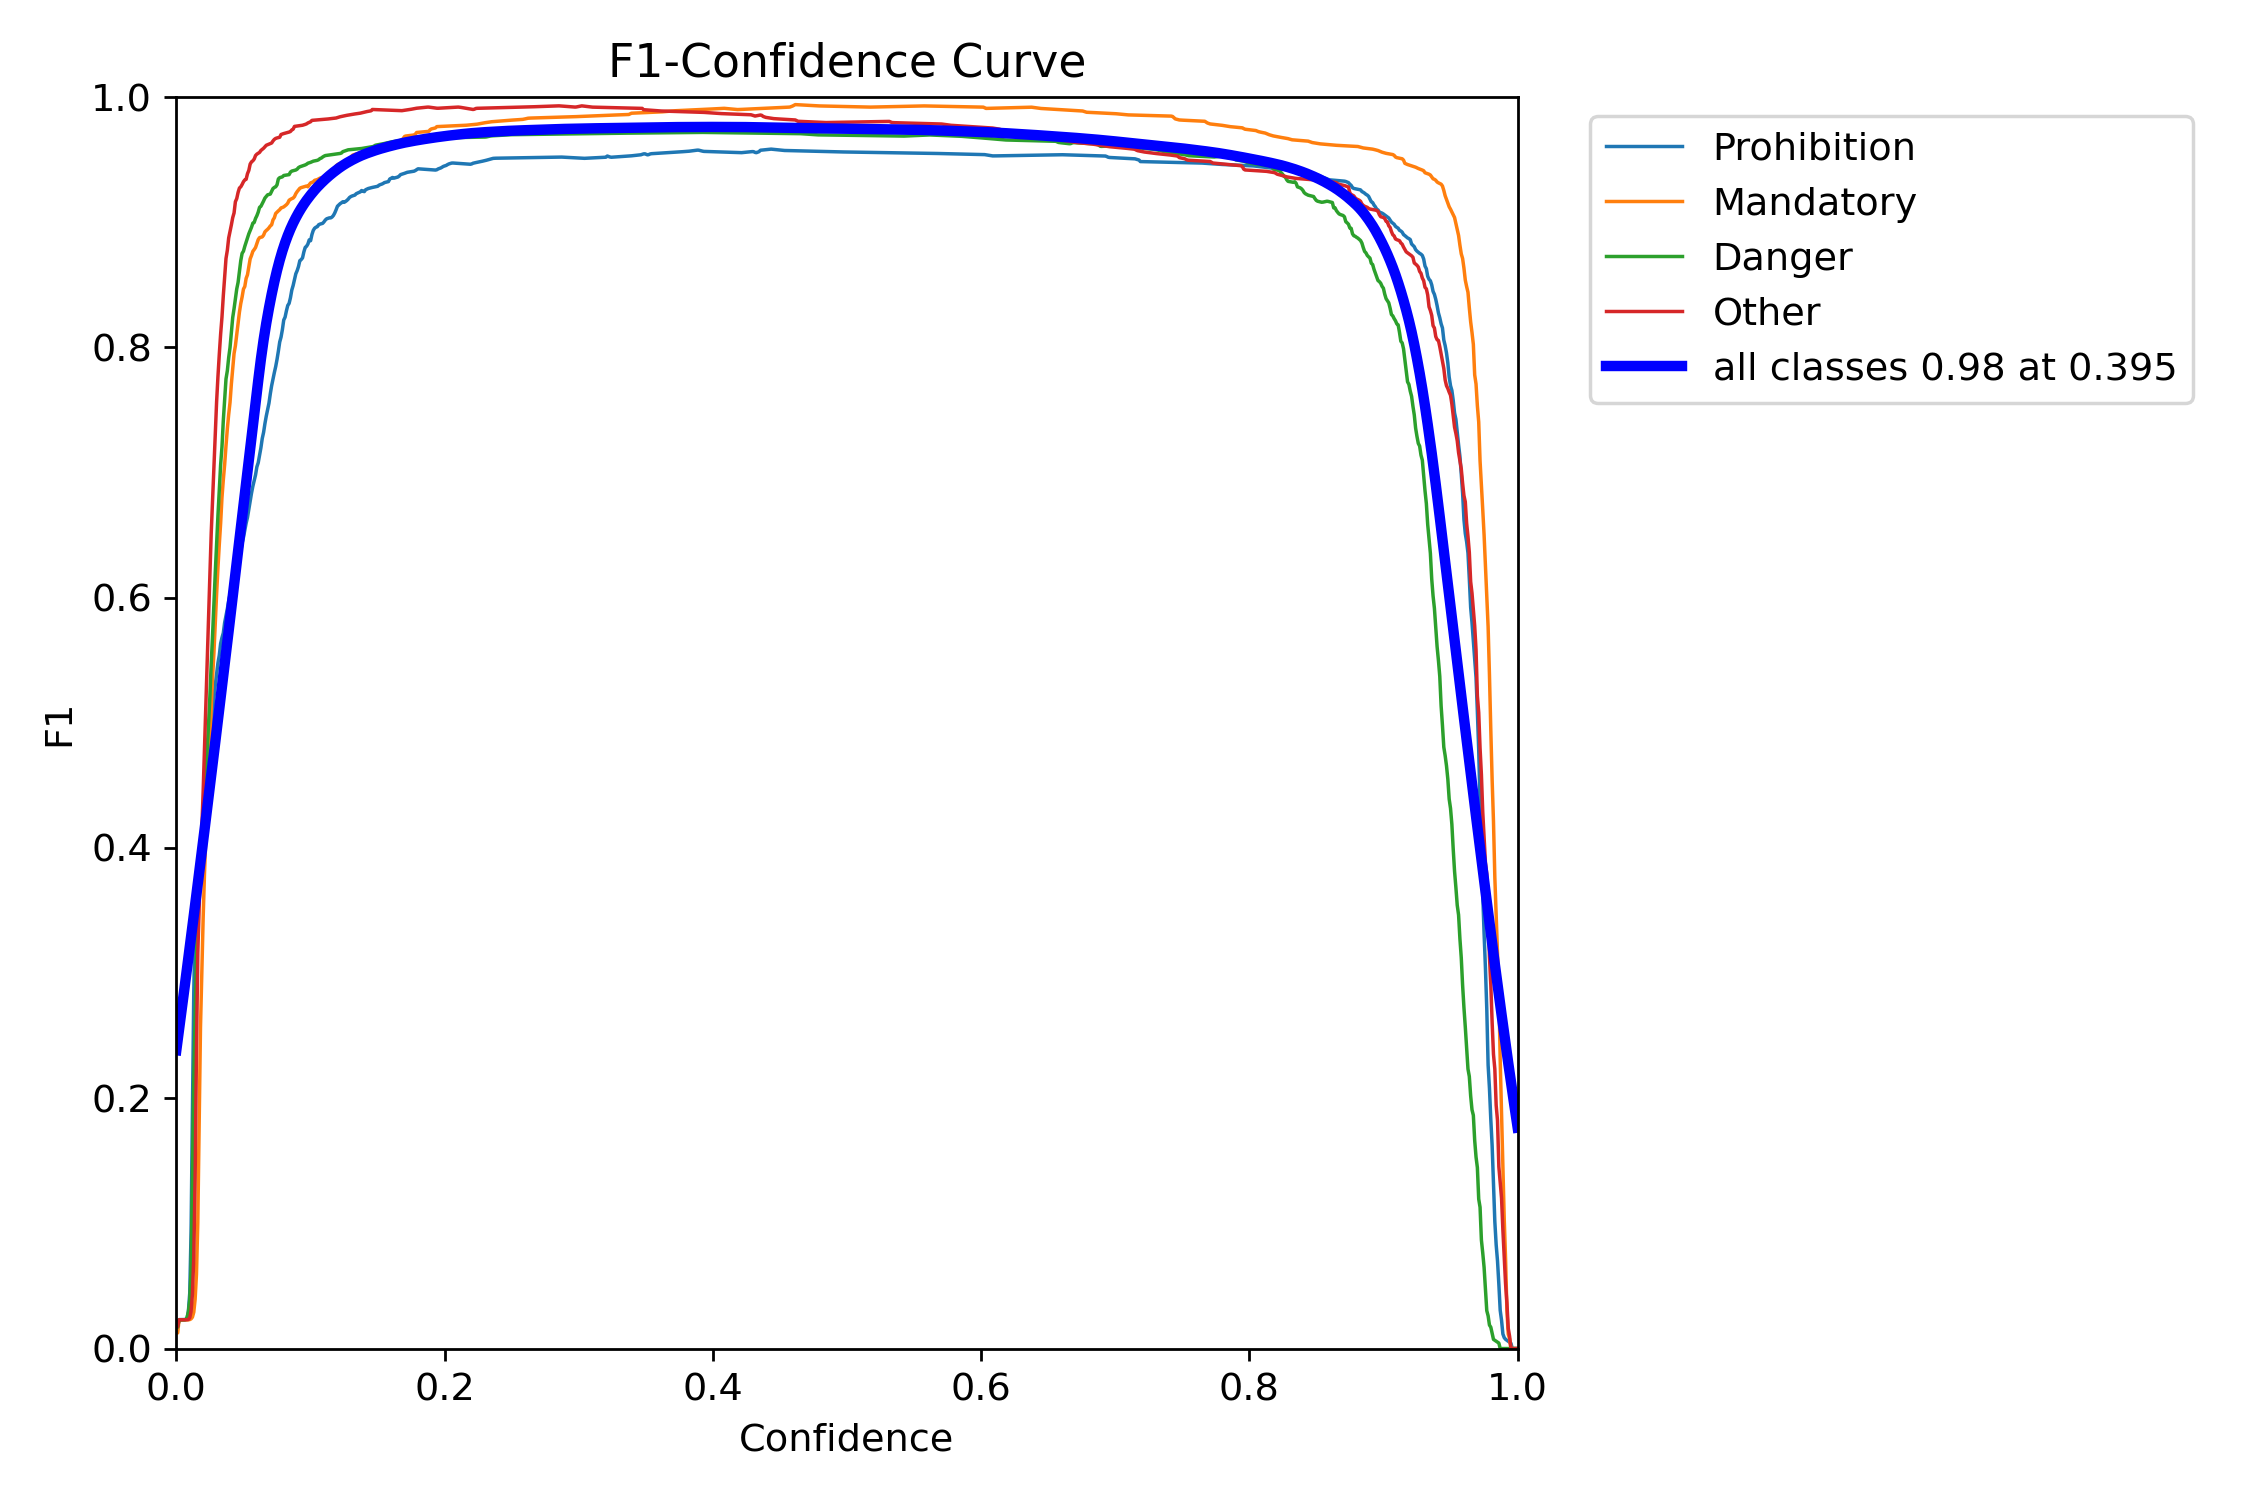 F1-Confidence Curve
1.0
0.8
0.6
0.4
0.2
0.0
F1
0.0 0.2 0.4 0.6 0.8 1.0
Confidence
Prohibition
Mandatory
Danger
Other
all classes 0.98 at 0.395